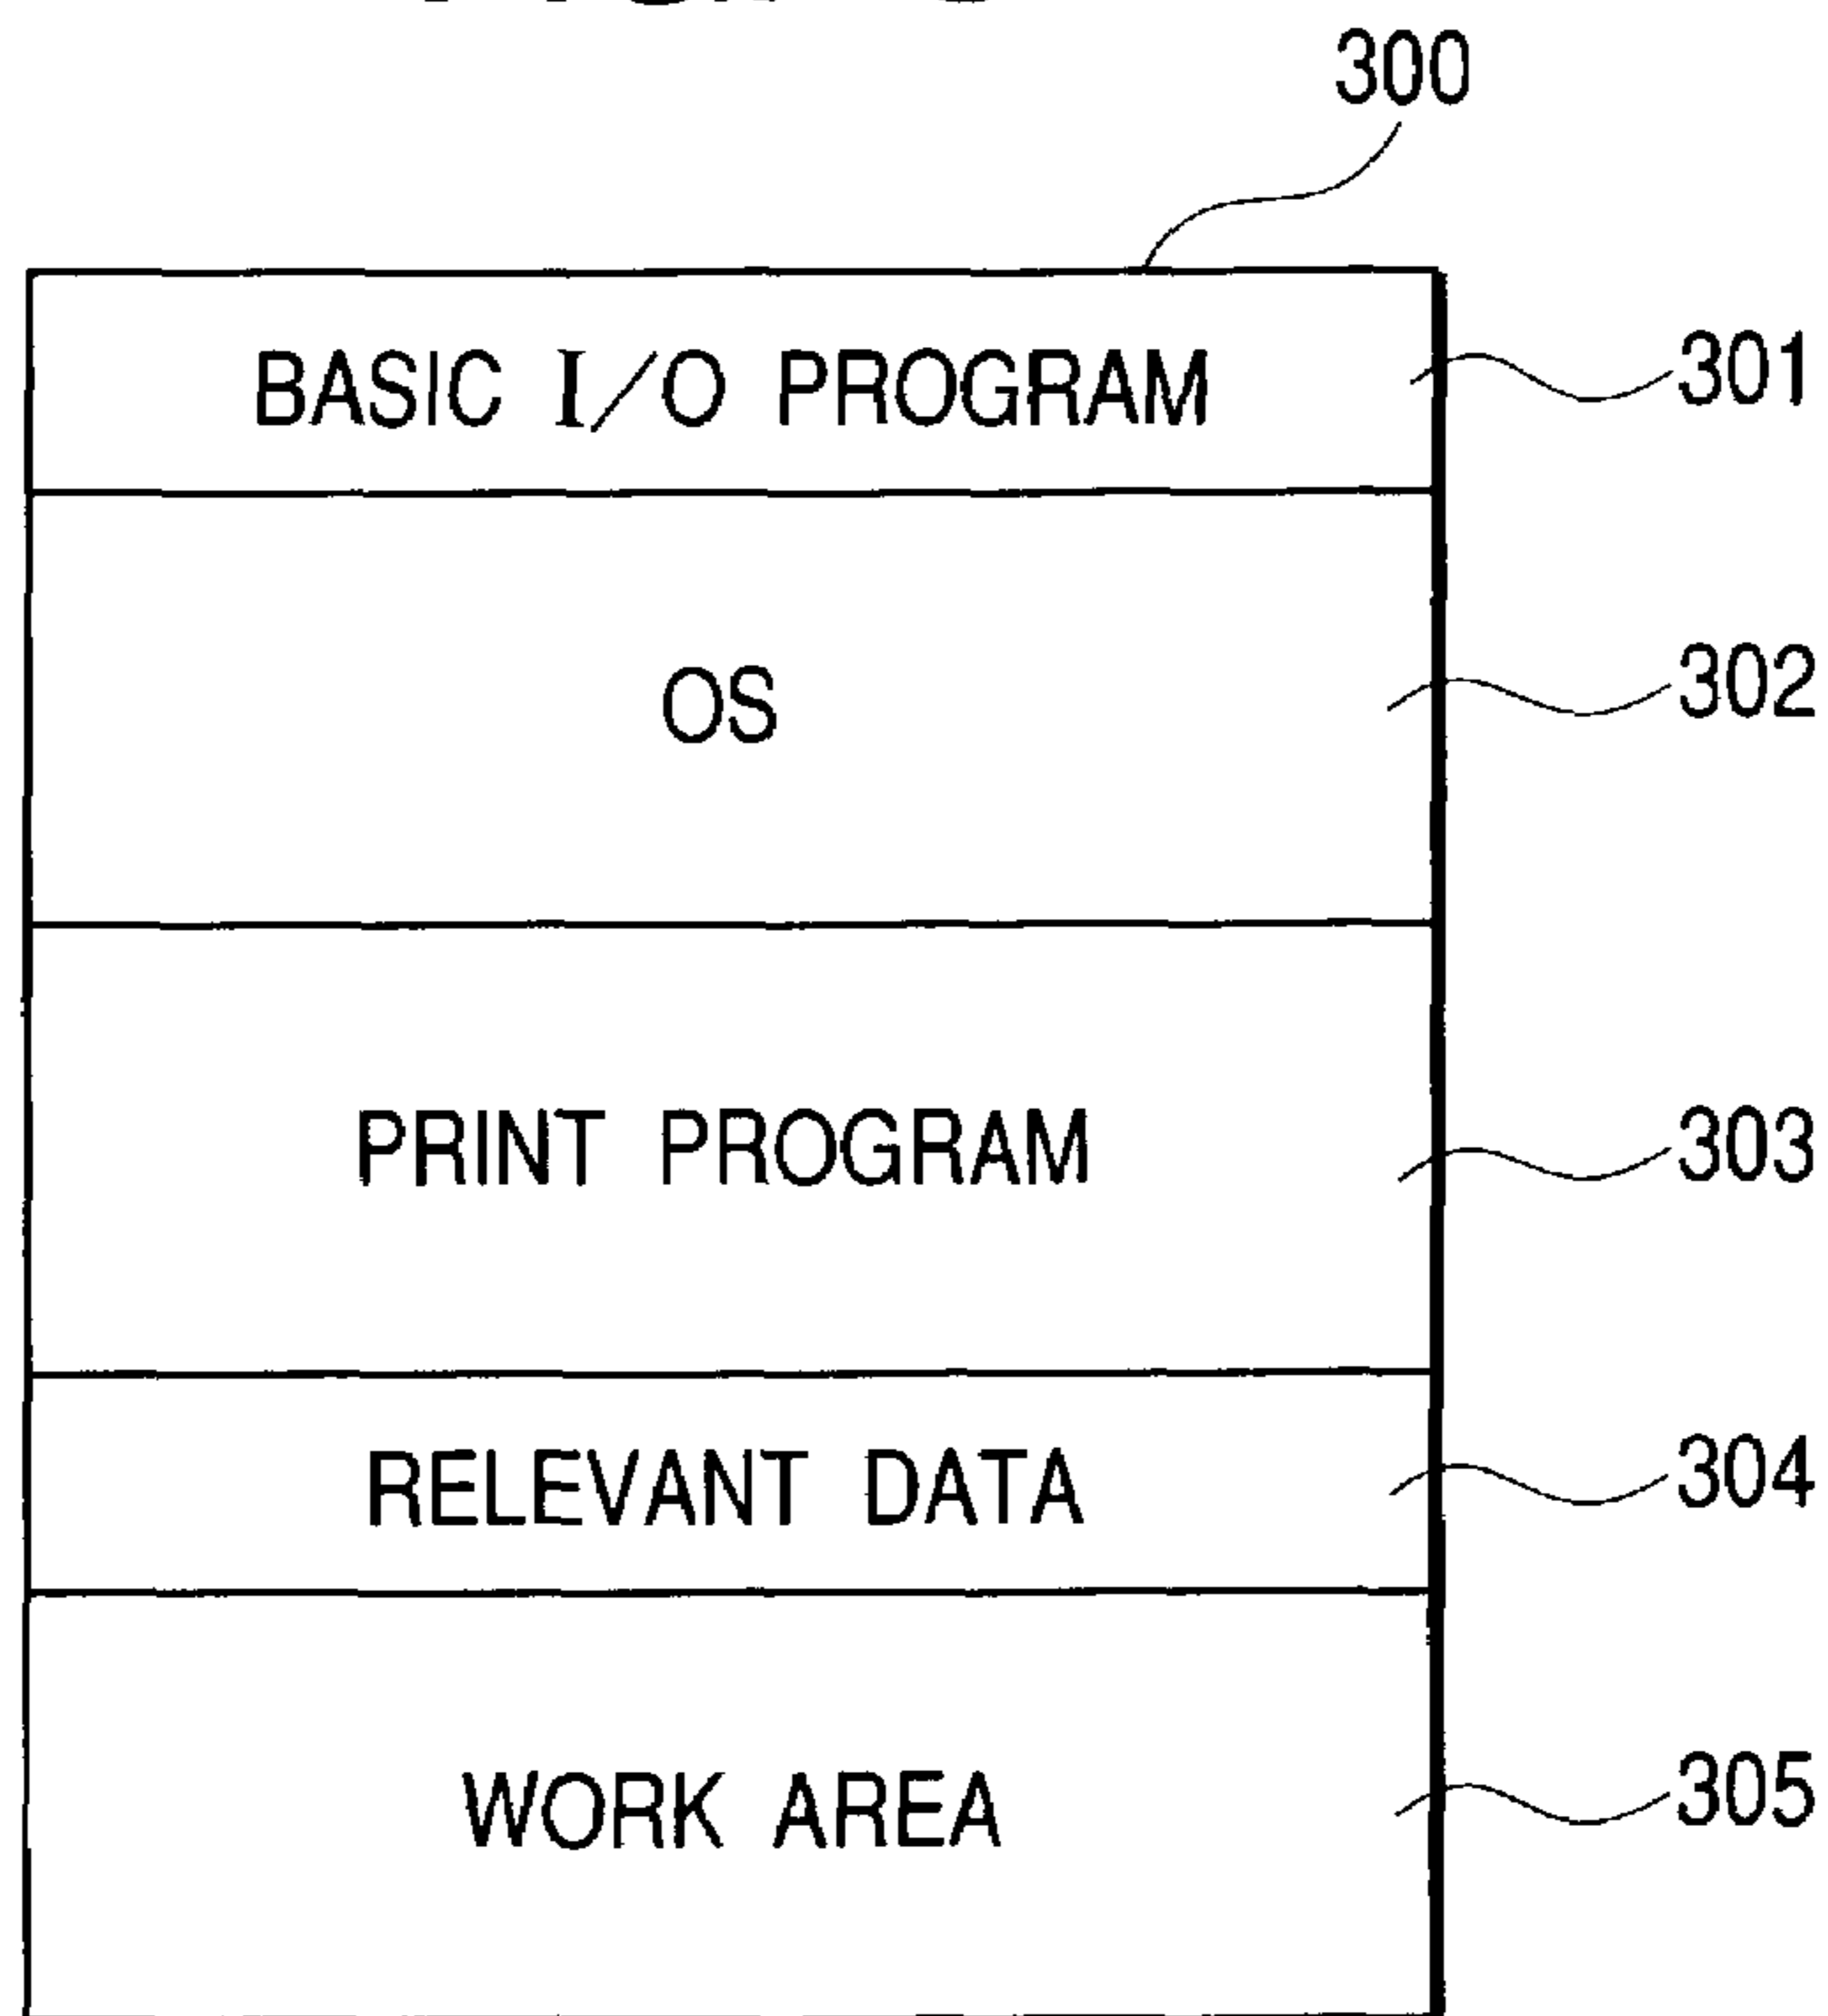 300
BASIC I/O PROGRAM 301
OS 302
PRINT PROGRAM 303
RELEVANT DATA 304
WORK AREA 305